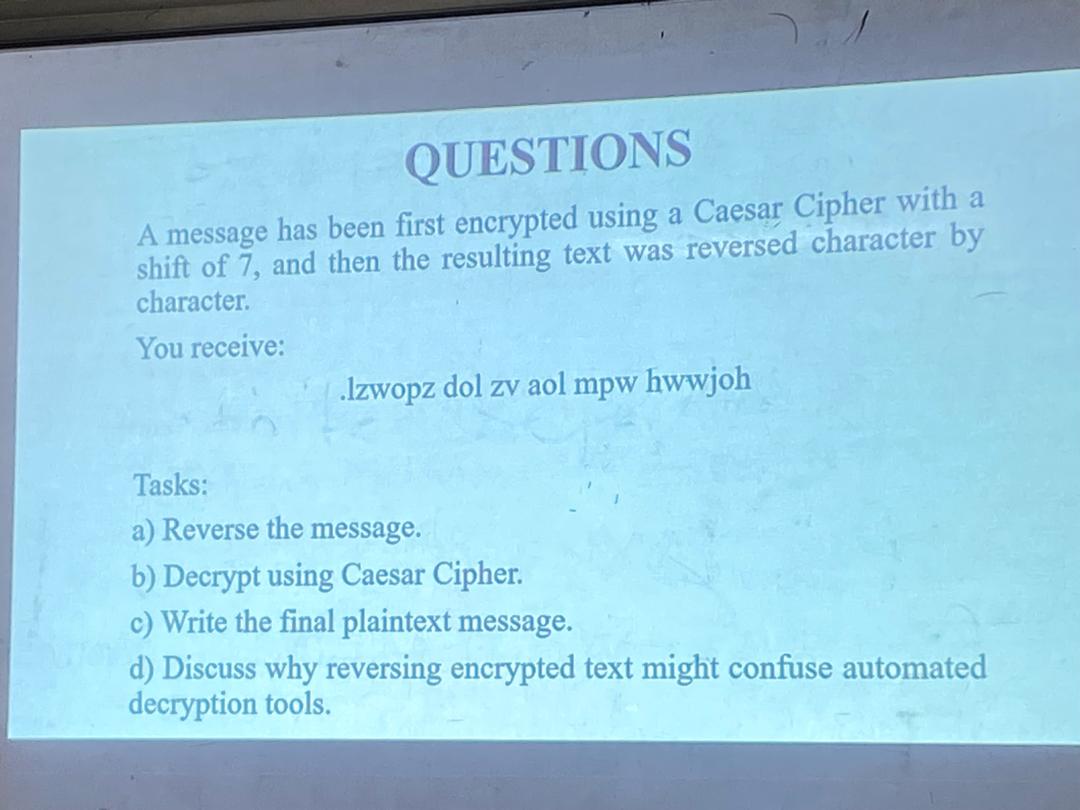 QUESTIONS
A message has been first encrypted using a Caesar Cipher with a
shift of 7, and then the resulting text was reversed character by
character.
You receive:
.lzwopz dol zv aol mpw hwwjoh
Tasks:
a) Reverse the message.
b) Decrypt using Caesar Cipher.
c) Write the final plaintext message.
d) Discuss why reversing encrypted text might confuse automated
decryption tools.